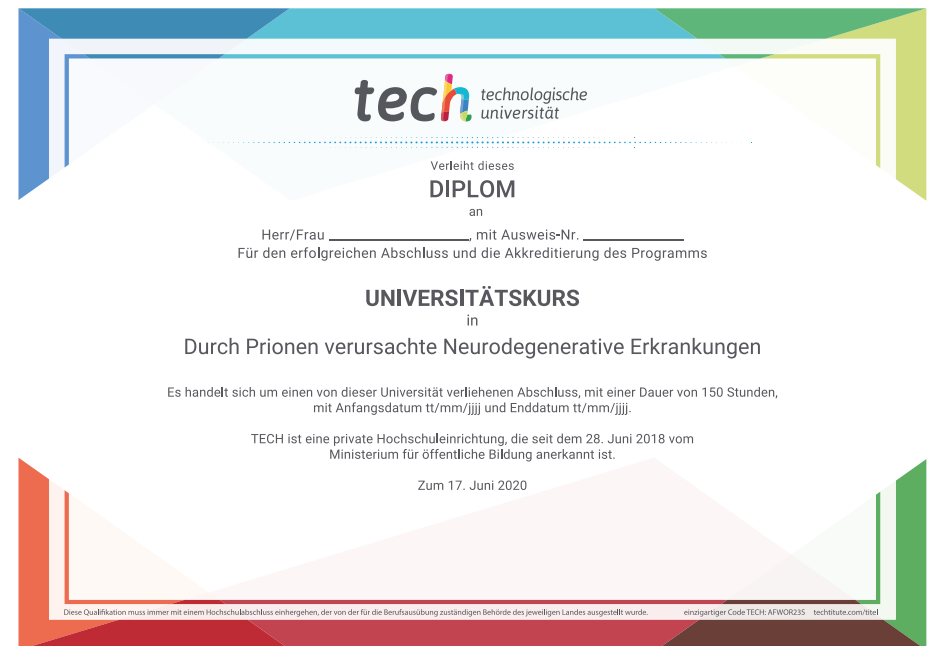 tech technologische
universität
Verleiht dieses
DIPLOM
an
Herr/Frau ____________________, mit Ausweis-Nr. ______________
Für den erfolgreichen Abschluss und die Akkreditierung des Programms
UNIVERSITÄTSKURS
in
Durch Prionen verursachte Neurodegenerative Erkrankungen
Es handelt sich um einen von dieser Universität verliehenen Abschluss, mit einer Dauer von 150 Stunden,
mit Anfangsdatum tt/mm/jjjj und Enddatum tt/mm/jjjj.
TECH ist eine private Hochschuleinrichtung, die seit dem 28. Juni 2018 vom
Ministerium für öffentliche Bildung anerkannt ist.
Zum 17. Juni 2020
Diese Qualifikation muss immer mit einem Hochschulabschluss einhergehen, der von der für die Berufsausübung zuständigen Behörde des jeweiligen Landes ausgestellt wurde. einzigartiger Code TECH: AFWOR23S techtitute.com/titel